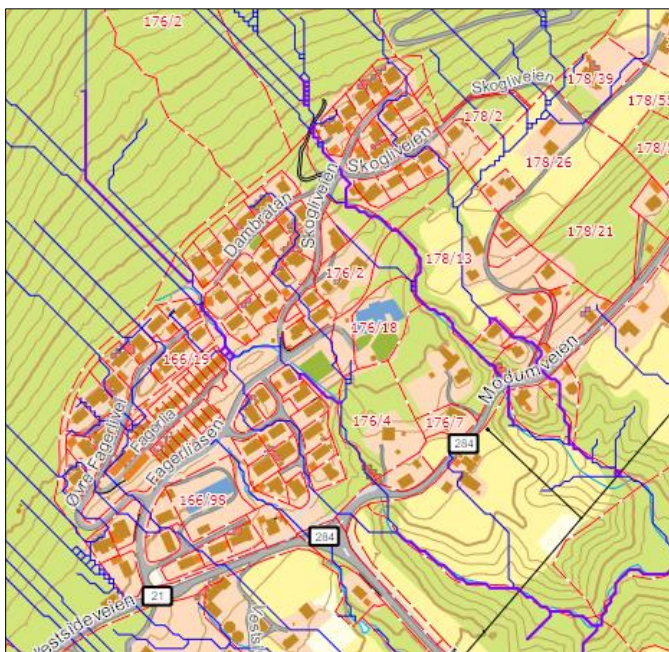 176/2
178/39
Skogliveien
178/2
178/5
Skogliveien
178/26
Skogliveien
Dambråtan
178/21
178/13
176/2
176/18
166/19
Modumveien
Fagerlia
Fagerliåsen
Øvre Fagerlivei
176/4
176/7
284
166/98
284
21
Vestsideveien